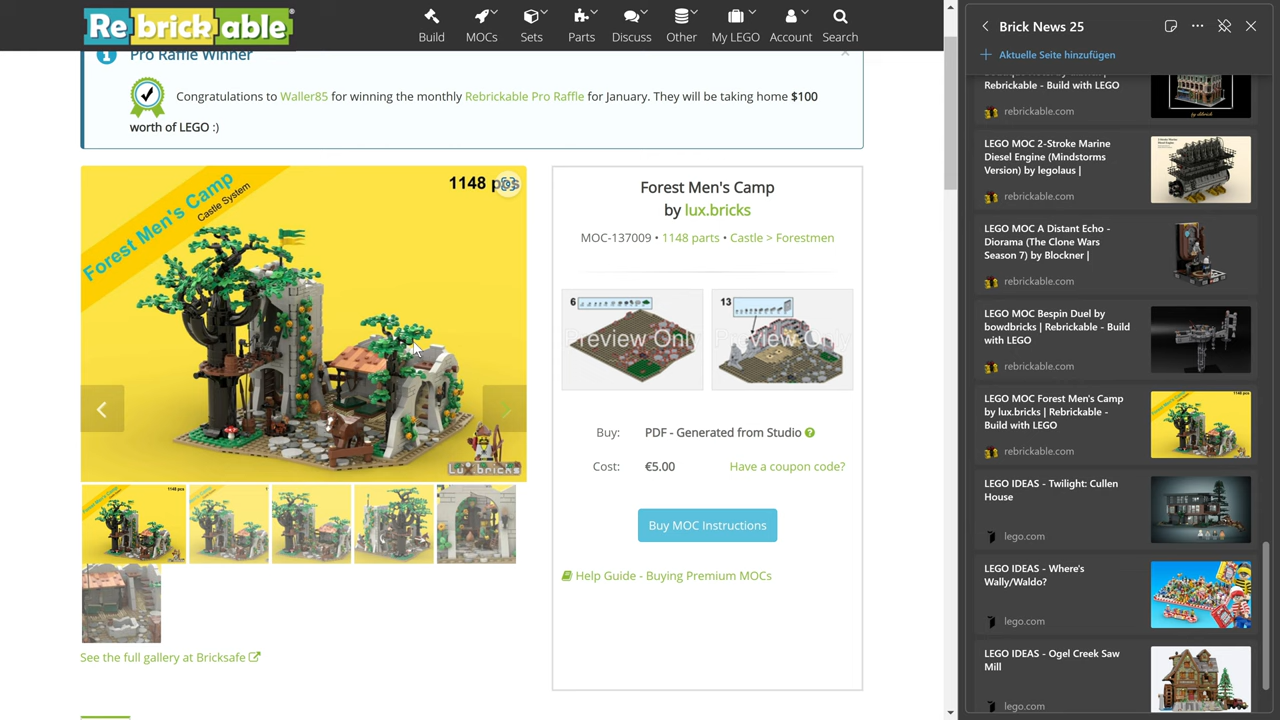 Rebrickable®
Build
MOCs
Sets
Parts
Discuss
Other
My LEGO
Account
Search
Pro Raffle Winner
Congratulations to Waller85 for winning the monthly Rebrickable Pro Raffle for January. They will be taking home $100
worth of LEGO :)
Forest Men's Camp
Castle System
1148 pcs
Lu .bricks
Forest Men's Camp
by lux.bricks
MOC-137009 • 1148 parts • Castle > Forestmen
6
Preview Only
13
Preview Only
Buy: PDF - Generated from Studio
Cost: €5.00 Have a coupon code?
Buy MOC Instructions
Help Guide - Buying Premium MOCs
See the full gallery at Bricksafe
Brick News 25
Aktuelle Seite hinzufügen
Rebrickable - Build with LEGO
rebrickable.com
LEGO MOC 2-Stroke Marine
Diesel Engine (Mindstorms
Version) by legolaus |
rebrickable.com
LEGO MOC A Distant Echo -
Diorama (The Clone Wars
Season 7) by Blockner |
rebrickable.com
LEGO MOC Bespin Duel by
bowdbricks | Rebrickable - Build
with LEGO
rebrickable.com
LEGO MOC Forest Men's Camp
by lux.bricks | Rebrickable -
Build with LEGO
rebrickable.com
LEGO IDEAS - Twilight: Cullen
House
lego.com
LEGO IDEAS - Where's
Wally/Waldo?
lego.com
LEGO IDEAS - Ogel Creek Saw
Mill
lego.com